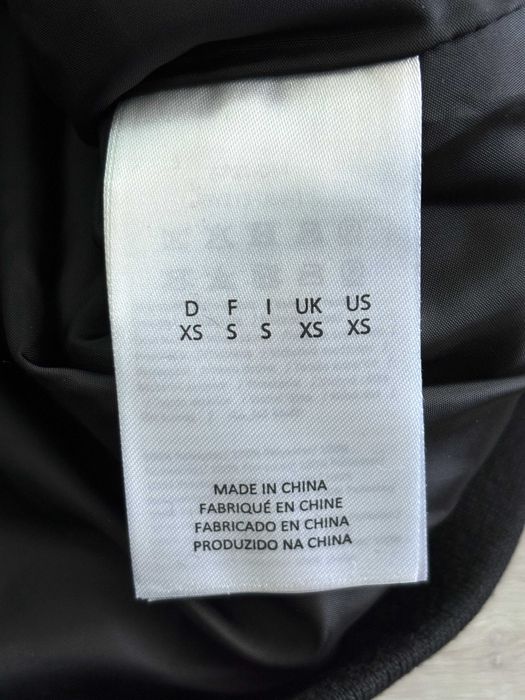 D F I UK US
XS S S XS XS
MADE IN CHINA
FABRIQUÉ EN CHINE
FABRICADO EN CHINA
PRODUZIDO NA CHINA